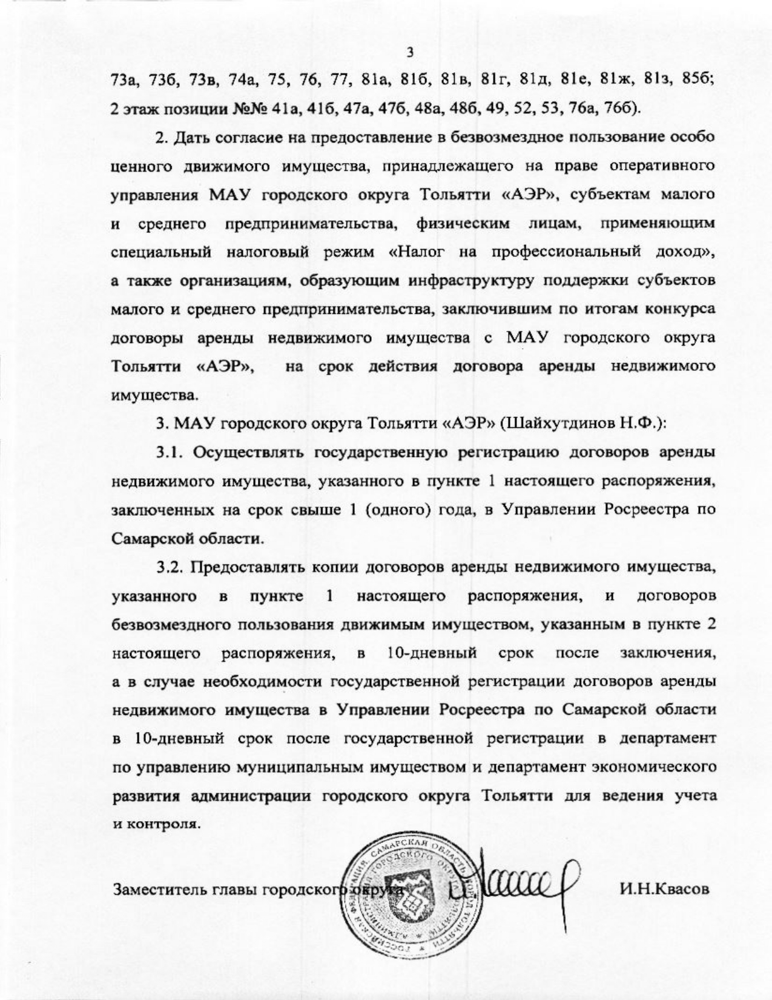 3
73а, 73б, 73в, 74а, 75, 76, 77, 81а, 81б, 81в, 81г, 81д, 81е, 81ж, 81з, 85б;
2 этаж позиции №№ 41а, 41б, 47а, 47б, 48а, 48б, 49, 52, 53, 76а, 76б).
2. Дать согласие на предоставление в безвозмездное пользование особо
ценного движимого имущества, принадлежащего на праве оперативного
управления МАУ городского округа Тольятти «АЭР», субъектам малого
и среднего предпринимательства, физическим лицам, применяющим
специальный налоговый режим «Налог на профессиональный доход»,
а также организациям, образующим инфраструктуру поддержки субъектов
малого и среднего предпринимательства, заключившим по итогам конкурса
договоры аренды недвижимого имущества с МАУ городского округа
Тольятти «АЭР», на срок действия договора аренды недвижимого
имущества.
3. МАУ городского округа Тольятти «АЭР» (Шайхутдинов Н.Ф.):
3.1. Осуществлять государственную регистрацию договоров аренды
недвижимого имущества, указанного в пункте 1 настоящего распоряжения,
заключенных на срок свыше 1 (одного) года, в Управлении Росреестра по
Самарской области.
3.2. Предоставлять копии договоров аренды недвижимого имущества,
указанного в пункте 1 настоящего распоряжения, и договоров
безвозмездного пользования движимым имуществом, указанным в пункте 2
настоящего распоряжения, в 10-дневный срок после заключения,
а в случае необходимости государственной регистрации договоров аренды
недвижимого имущества в Управлении Росреестра по Самарской области
в 10-дневный срок после государственной регистрации в департамент
по управлению муниципальным имуществом и департамент экономического
развития администрации городского округа Тольятти для ведения учета
и контроля.
Заместитель главы городского округа
И.Н.Квасов
РОССИЙСКАЯ ФЕДЕРАЦИЯ, САМАРСКАЯ ОБЛАСТЬ, ГОРОД ТОЛЬЯТТИ
АДМИНИСТРАЦИЯ ГОРОДСКОГО ОКРУГА ТОЛЬЯТТИ